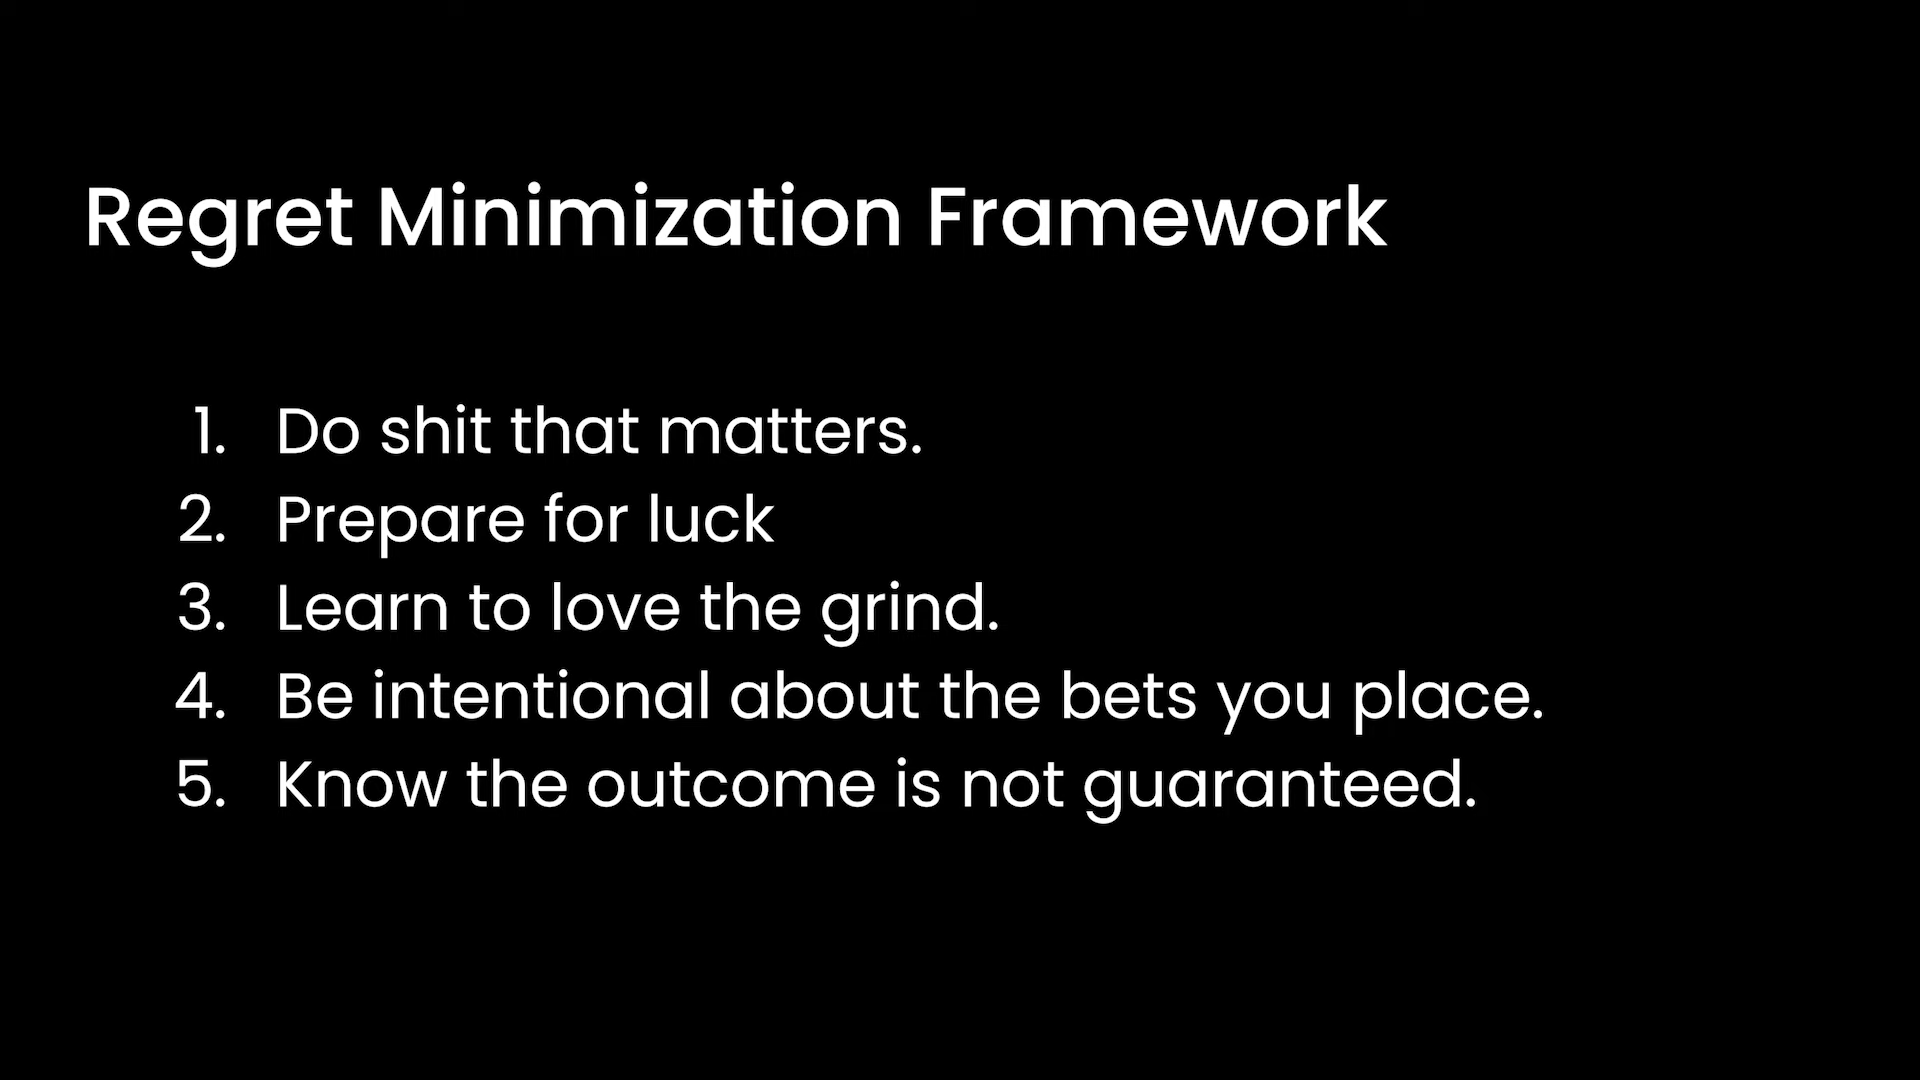 Regret Minimization Framework
1. Do shit that matters.
2. Prepare for luck
3. Learn to love the grind.
4. Be intentional about the bets you place.
5. Know the outcome is not guaranteed.